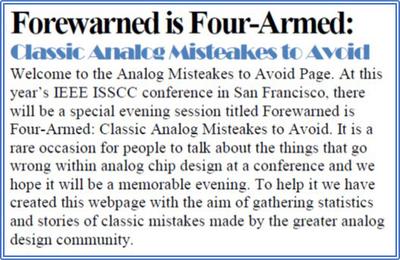 Forewarned is Four-Armed:
Classic Analog Misteakes to Avoid
Welcome to the Analog Misteakes to Avoid Page. At this
year's IEEE ISSCC conference in San Francisco, there
will be a special evening session titled Forewarned is
Four-Armed: Classic Analog Misteakes to Avoid. It is a
rare occasion for people to talk about the things that go
wrong within analog chip design at a conference and we
hope it will be a memorable evening. To help it we have
created this webpage with the aim of gathering statistics
and stories of classic mistakes made by the greater analog
design community.